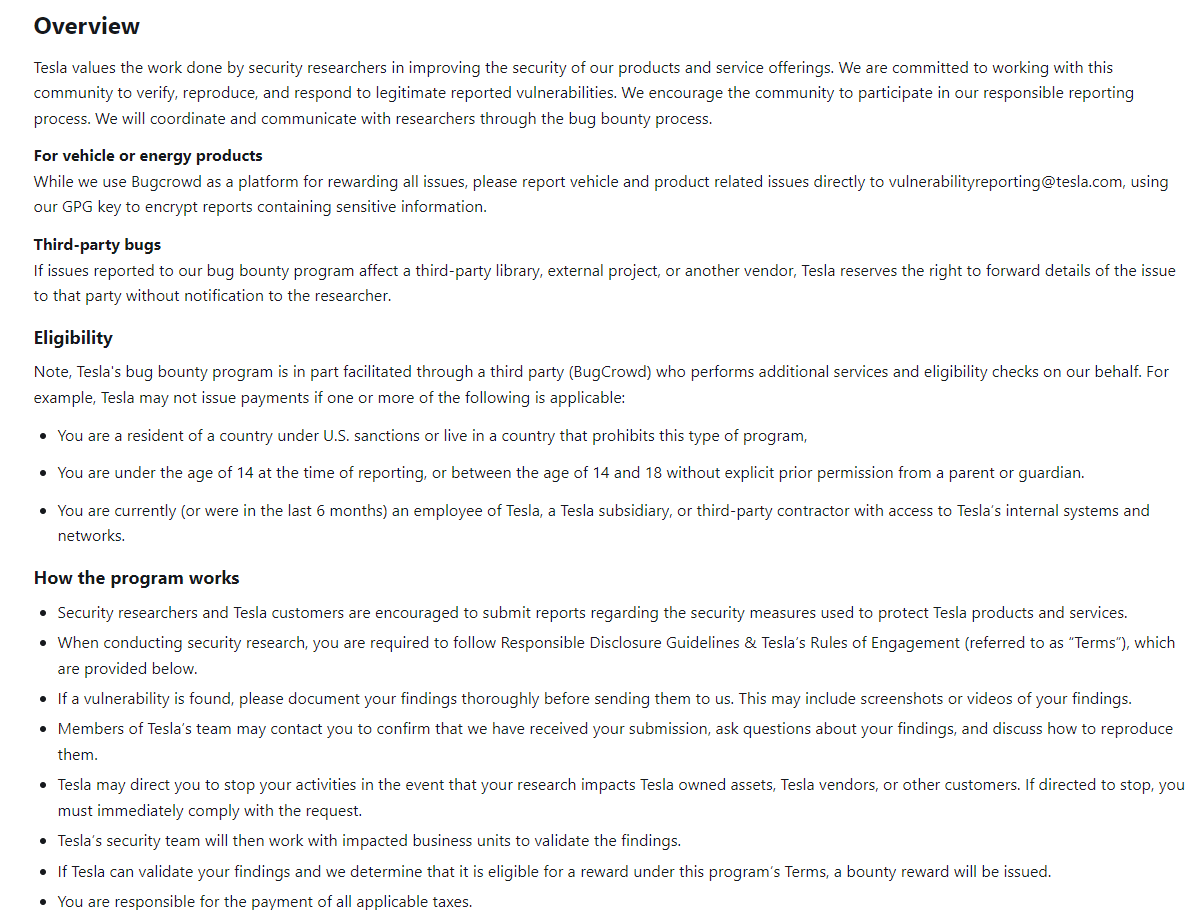 Overview
Tesla values the work done by security researchers in improving the security of our products and service offerings. We are committed to working with this
community to verify, reproduce, and respond to legitimate reported vulnerabilities. We encourage the community to participate in our responsible reporting
process. We will coordinate and communicate with researchers through the bug bounty process.
For vehicle or energy products
While we use Bugcrowd as a platform for rewarding all issues, please report vehicle and product related issues directly to vulnerabilityreporting@tesla.com, using
our GPG key to encrypt reports containing sensitive information.
Third-party bugs
If issues reported to our bug bounty program affect a third-party library, external project, or another vendor, Tesla reserves the right to forward details of the issue
to that party without notification to the researcher.
Eligibility
Note, Tesla's bug bounty program is in part facilitated through a third party (BugCrowd) who performs additional services and eligibility checks on our behalf. For
example, Tesla may not issue payments if one or more of the following is applicable:
• You are a resident of a country under U.S. sanctions or live in a country that prohibits this type of program,
• You are under the age of 14 at the time of reporting, or between the age of 14 and 18 without explicit prior permission from a parent or guardian.
• You are currently (or were in the last 6 months) an employee of Tesla, a Tesla subsidiary, or third-party contractor with access to Tesla's internal systems and
networks.
How the program works
• Security researchers and Tesla customers are encouraged to submit reports regarding the security measures used to protect Tesla products and services.
• When conducting security research, you are required to follow Responsible Disclosure Guidelines & Tesla's Rules of Engagement (referred to as "Terms"), which
are provided below.
• If a vulnerability is found, please document your findings thoroughly before sending them to us. This may include screenshots or videos of your findings.
• Members of Tesla's team may contact you to confirm that we have received your submission, ask questions about your findings, and discuss how to reproduce
them.
• Tesla may direct you to stop your activities in the event that your research impacts Tesla owned assets, Tesla vendors, or other customers. If directed to stop, you
must immediately comply with the request.
• Tesla's security team will then work with impacted business units to validate the findings.
• If Tesla can validate your findings and we determine that it is eligible for a reward under this program's Terms, a bounty reward will be issued.
• You are responsible for the payment of all applicable taxes.